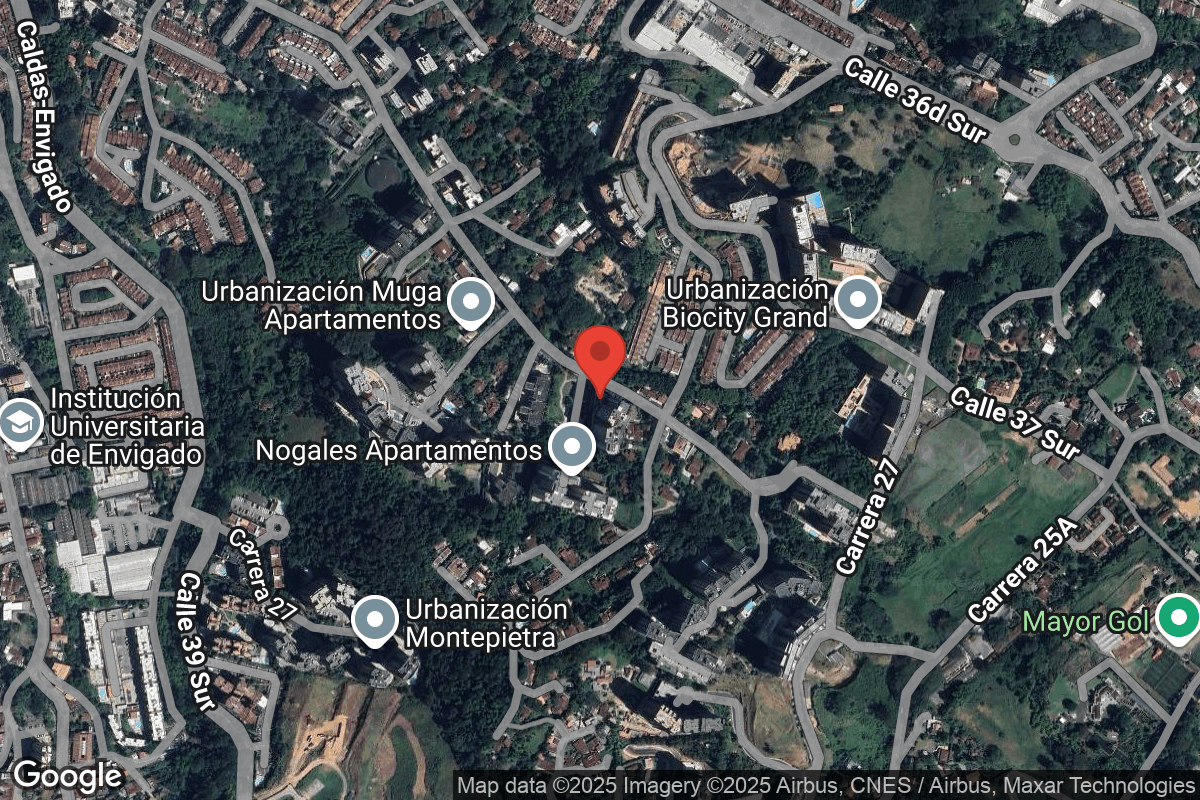 Caldas-Envigado
Calle 36d Sur
Urbanización Muga
Apartamentos
Urbanización
Biocity Grand
Institución
Universitaria
de Envigado
Nogales Apartamentos
Calle 37 Sur
Carrera 27
Carrera 25A
Carrera 27
Calle 39 Sur
Urbanización
Montepietra
Mayor Gol
Google
Map data ©2025 Imagery ©2025 Airbus, CNES / Airbus, Maxar Technologies